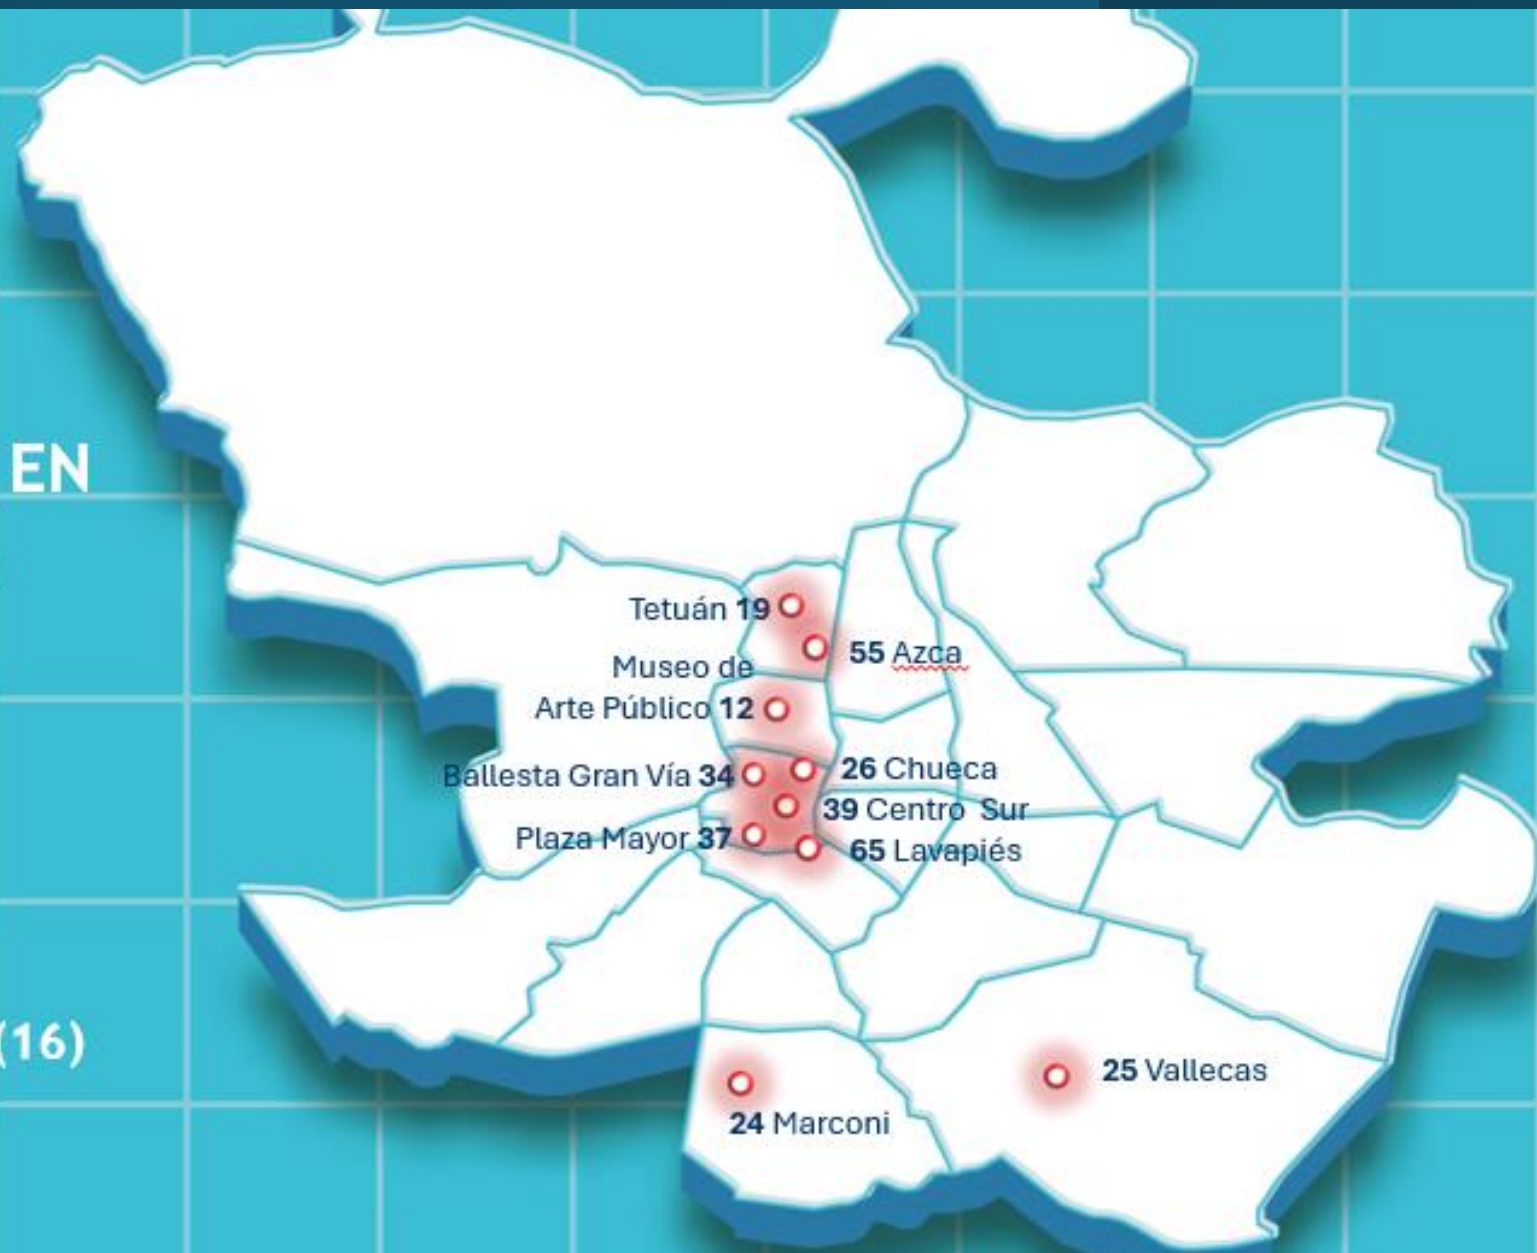 EN
Tetuán 19
55 Azca
Museo de
Arte Público 12
Ballesta Gran Vía 34
26 Chueca
39 Centro Sur
Plaza Mayor 37
65 Lavapiés
(16)
25 Vallecas
24 Marconi